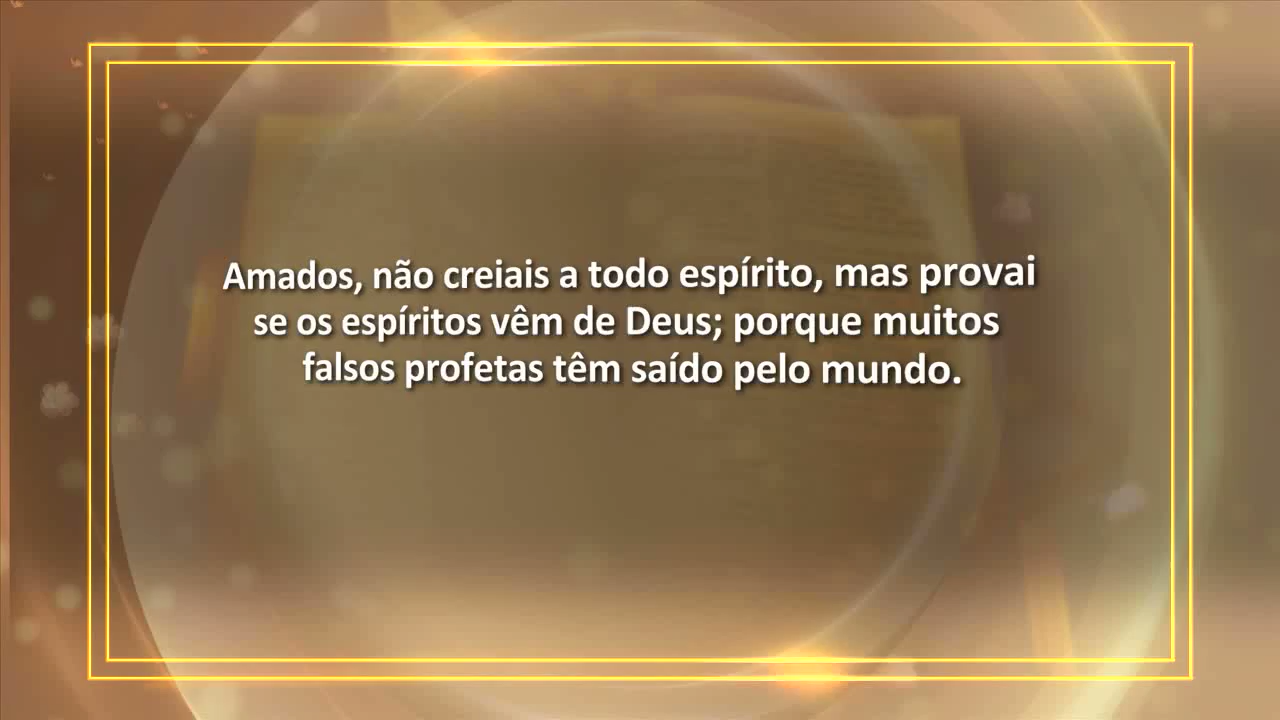 Amados, não creiais a todo espírito, mas provai
se os espíritos vêm de Deus; porque muitos
falsos profetas têm saído pelo mundo.